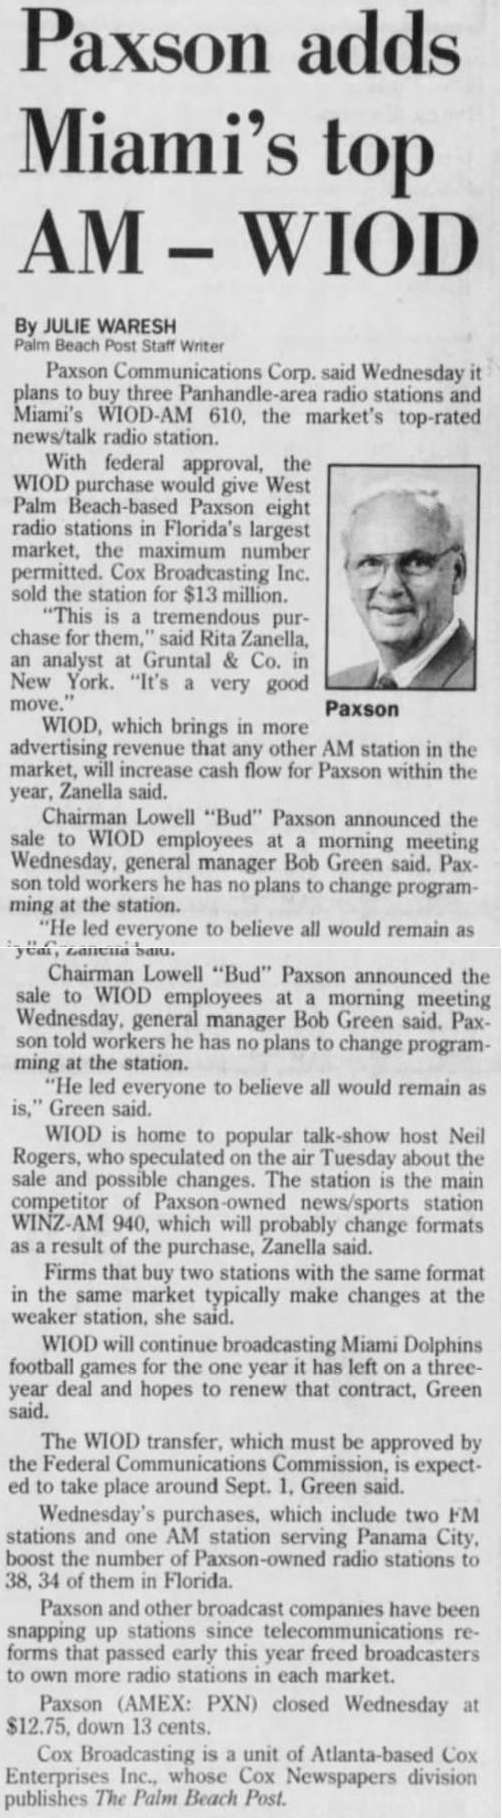 Paxson adds
Miami's top
AM – WIOD
By JULIE WARESH
Palm Beach Post Staff Writer
Paxson Communications Corp. said Wednesday it
plans to buy three Panhandle-area radio stations and
Miami's WIOD-AM 610, the market's top-rated
news/talk radio station.
With federal approval, the
WIOD purchase would give West
Palm Beach-based Paxson eight
radio stations in Florida's largest
market, the maximum number
permitted. Cox Broadcasting Inc.
sold the station for $13 million.
"This is a tremendous pur-
chase for them," said Rita Zanella,
an analyst at Gruntal & Co. in
New York. "It's a very good
move."
Paxson
WIOD, which brings in more
advertising revenue that any other AM station in the
market, will increase cash flow for Paxson within the
year, Zanella said.
Chairman Lowell "Bud" Paxson announced the
sale to WIOD employees at a morning meeting
Wednesday, general manager Bob Green said. Pax-
son told workers he has no plans to change program-
ming at the station.
"He led everyone to believe all would remain as
year, Zanella said.
Chairman Lowell "Bud" Paxson announced the
sale to WIOD employees at a morning meeting
Wednesday, general manager Bob Green said. Pax-
son told workers he has no plans to change program-
ming at the station.
"He led everyone to believe all would remain as
is," Green said.
WIOD is home to popular talk-show host Neil
Rogers, who speculated on the air Tuesday about the
sale and possible changes. The station is the main
competitor of Paxson-owned news/sports station
WINZ-AM 940, which will probably change formats
as a result of the purchase, Zanella said.
Firms that buy two stations with the same format
in the same market typically make changes at the
weaker station, she said.
WIOD will continue broadcasting Miami Dolphins
football games for the one year it has left on a three-
year deal and hopes to renew that contract, Green
said.
The WIOD transfer, which must be approved by
the Federal Communications Commission, is expect-
ed to take place around Sept. 1, Green said.
Wednesday's purchases, which include two FM
stations and one AM station serving Panama City,
boost the number of Paxson-owned radio stations to
38, 34 of them in Florida.
Paxson and other broadcast companies have been
snapping up stations since telecommunications re-
forms that passed early this year freed broadcasters
to own more radio stations in each market.
Paxson (AMEX: PXN) closed Wednesday at
$12.75, down 13 cents.
Cox Broadcasting is a unit of Atlanta-based Cox
Enterprises Inc., whose Cox Newspapers division
publishes The Palm Beach Post.